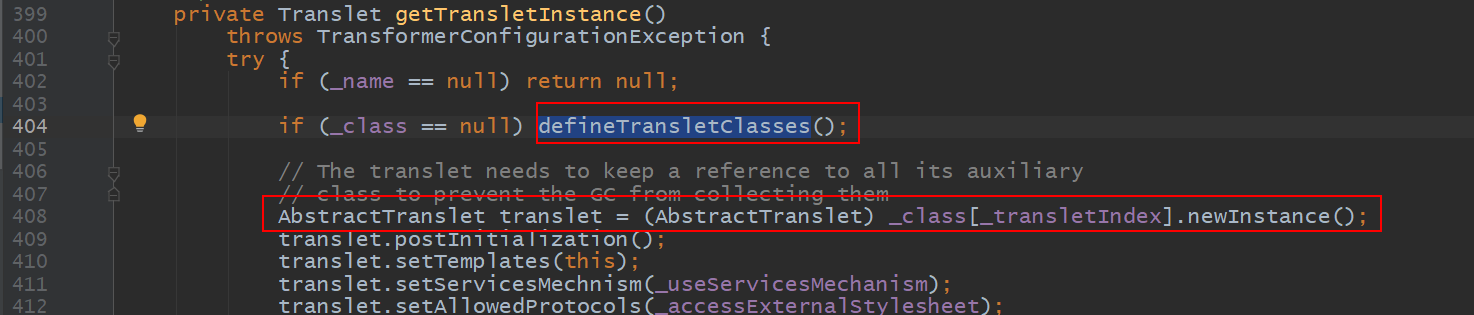 399 private Translet getTransletInstance()
400 throws TransformerConfigurationException {
401 try {
402 if (_name == null) return null;
403
404 if (_class == null) defineTransletClasses();
405
406 // The translet needs to keep a reference to all its auxiliary
407 // class to prevent the GC from collecting them
408 AbstractTranslet translet = (AbstractTranslet) _class[_transletIndex].newInstance();
409 translet.postInitialization();
410 translet.setTemplates(this);
411 translet.setServicesMechnism(_useServicesMechanism);
412 translet.setAllowedProtocols(_accessExternalStylesheet);